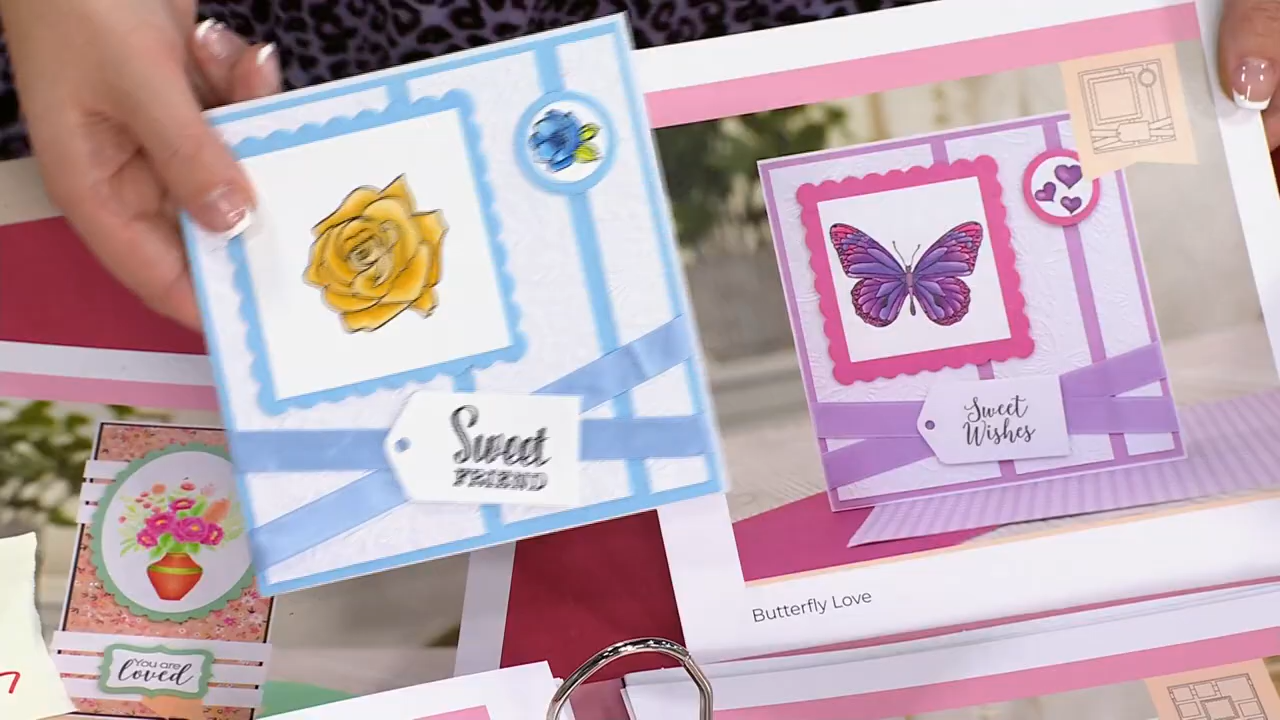 Sweet
FRIEND
Sweet
Wishes
Butterfly Love
You are
loved